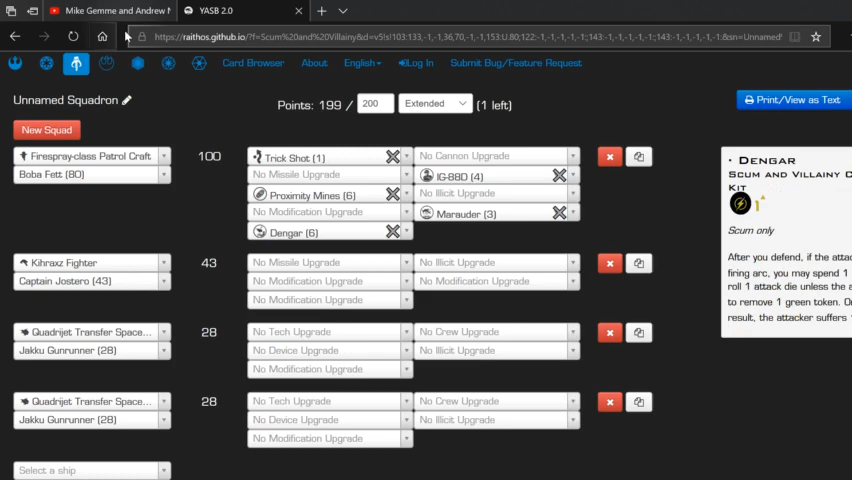 Mike Gemme and Andrew
YASB 2.0
https://raithos.github.io/?f=Scum%20and%20Villainy&d=v5!s!103:133,-1,-1,36,70,-1,-1,153:U.80;122:-1,-1,-1,-1,-1;;143:-1,-1,-1,-1,-1:;143:-1,-1,-1,-1,-1:&sn=Unnamed
Card Browser About English Log In Submit Bug/Feature Request
Unnamed Squadron Points: 199 / 200 Extended (1 left) Print/View as Text
New Squad
Firespray-class Patrol Craft 100 Trick Shot (1) No Cannon Upgrade
Boba Fett (80) No Missile Upgrade IG-88D (4)
Proximity Mines (6) No Illicit Upgrade
No Modification Upgrade Marauder (3)
Dengar (6)
Kihraxz Fighter 43 No Missile Upgrade No Illicit Upgrade
Captain Jostero (43) No Modification Upgrade No Modification Upgrade
No Modification Upgrade
Quadrijet Transfer Space... 28 No Tech Upgrade No Crew Upgrade
Jakku Gunrunner (28) No Device Upgrade No Illicit Upgrade
No Modification Upgrade
Quadrijet Transfer Space... 28 No Tech Upgrade No Crew Upgrade
Jakku Gunrunner (28) No Device Upgrade No Illicit Upgrade
No Modification Upgrade
Select a ship
· Dengar
Scum and Villainy C
Kit
1
Scum only
After you defend, if the attac
firing arc, you may spend 1
roll 1 attack die unless the a
to remove 1 green token. O
result, the attacker suffers